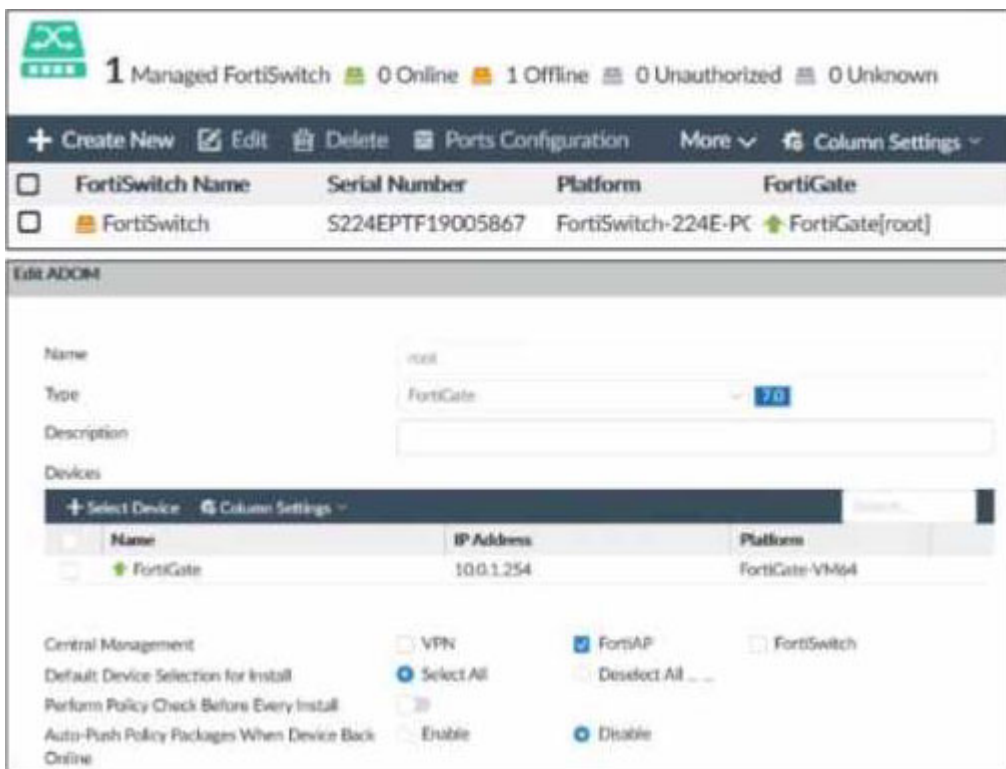 1 Managed FortiSwitch 0 Online 1 Offline 0 Unauthorized 0 Unknown
+ Create New Edit Delete Ports Configuration More Column Settings
FortiSwitch Name Serial Number Platform FortiGate
FortiSwitch S224EPTF19005867 FortiSwitch-224E-PC FortiGate[root]
Edit ADOM
Name root
Type FortiGate 7.0
Description
Devices
+ Select Device Column Settings Search...
Name IP Address Platform
FortiGate 10.0.1.254 FortiGate-VM64
Central Management VPN FortiAP FortiSwitch
Default Device Selection for Install Select All Deselect All
Perform Policy Check Before Every Install
Auto-Push Policy Packages When Device Back Enable Disable
Online